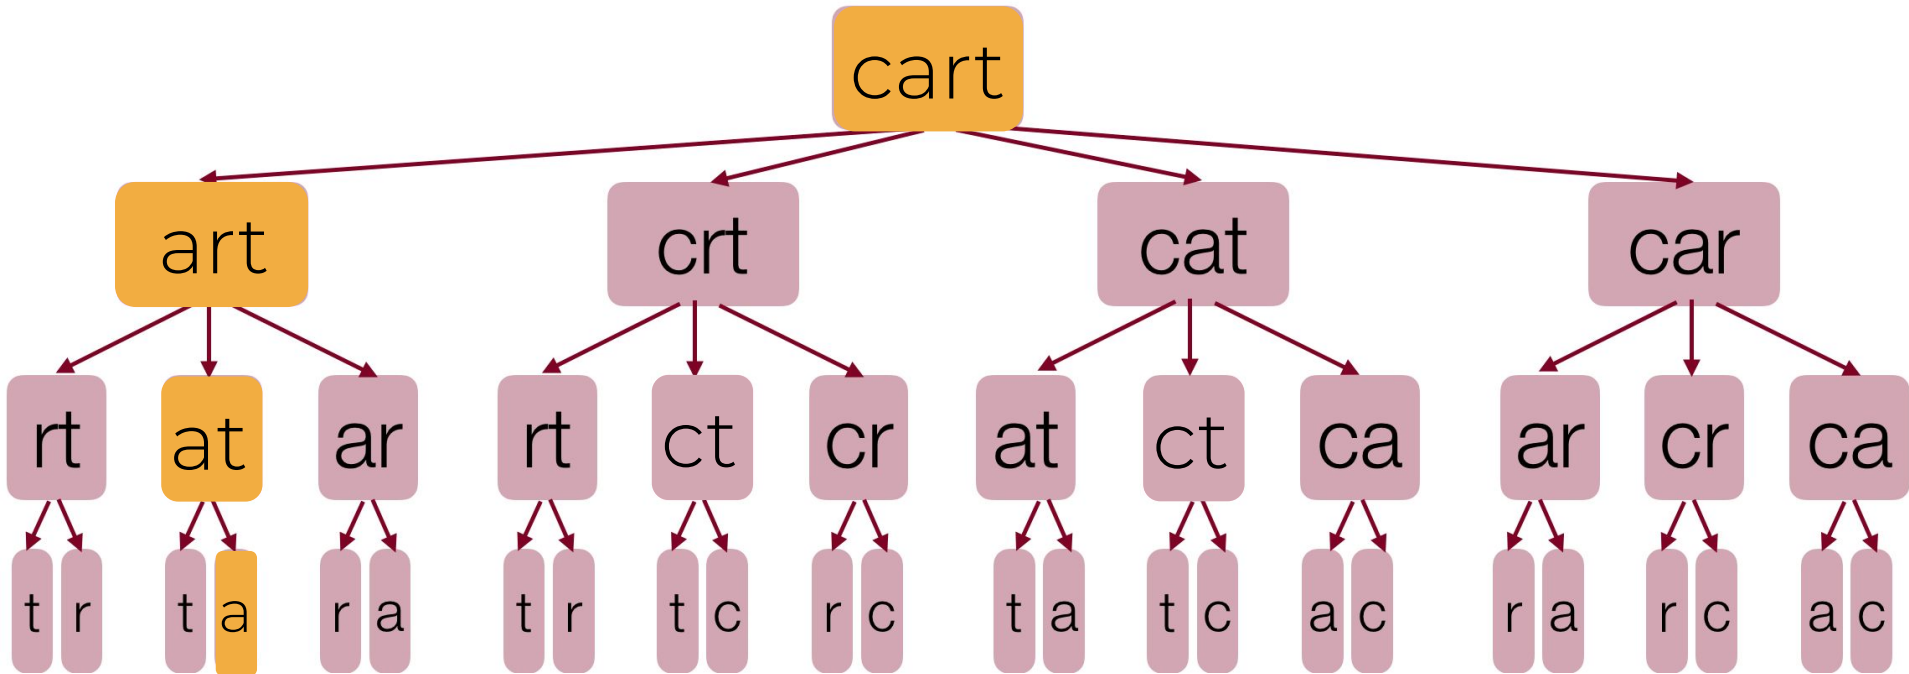 cart
art crt cat car
rt at ar rt ct cr at ct ca ar cr ca
t r t a r a t r t c r c t a t c a c r a r c a c